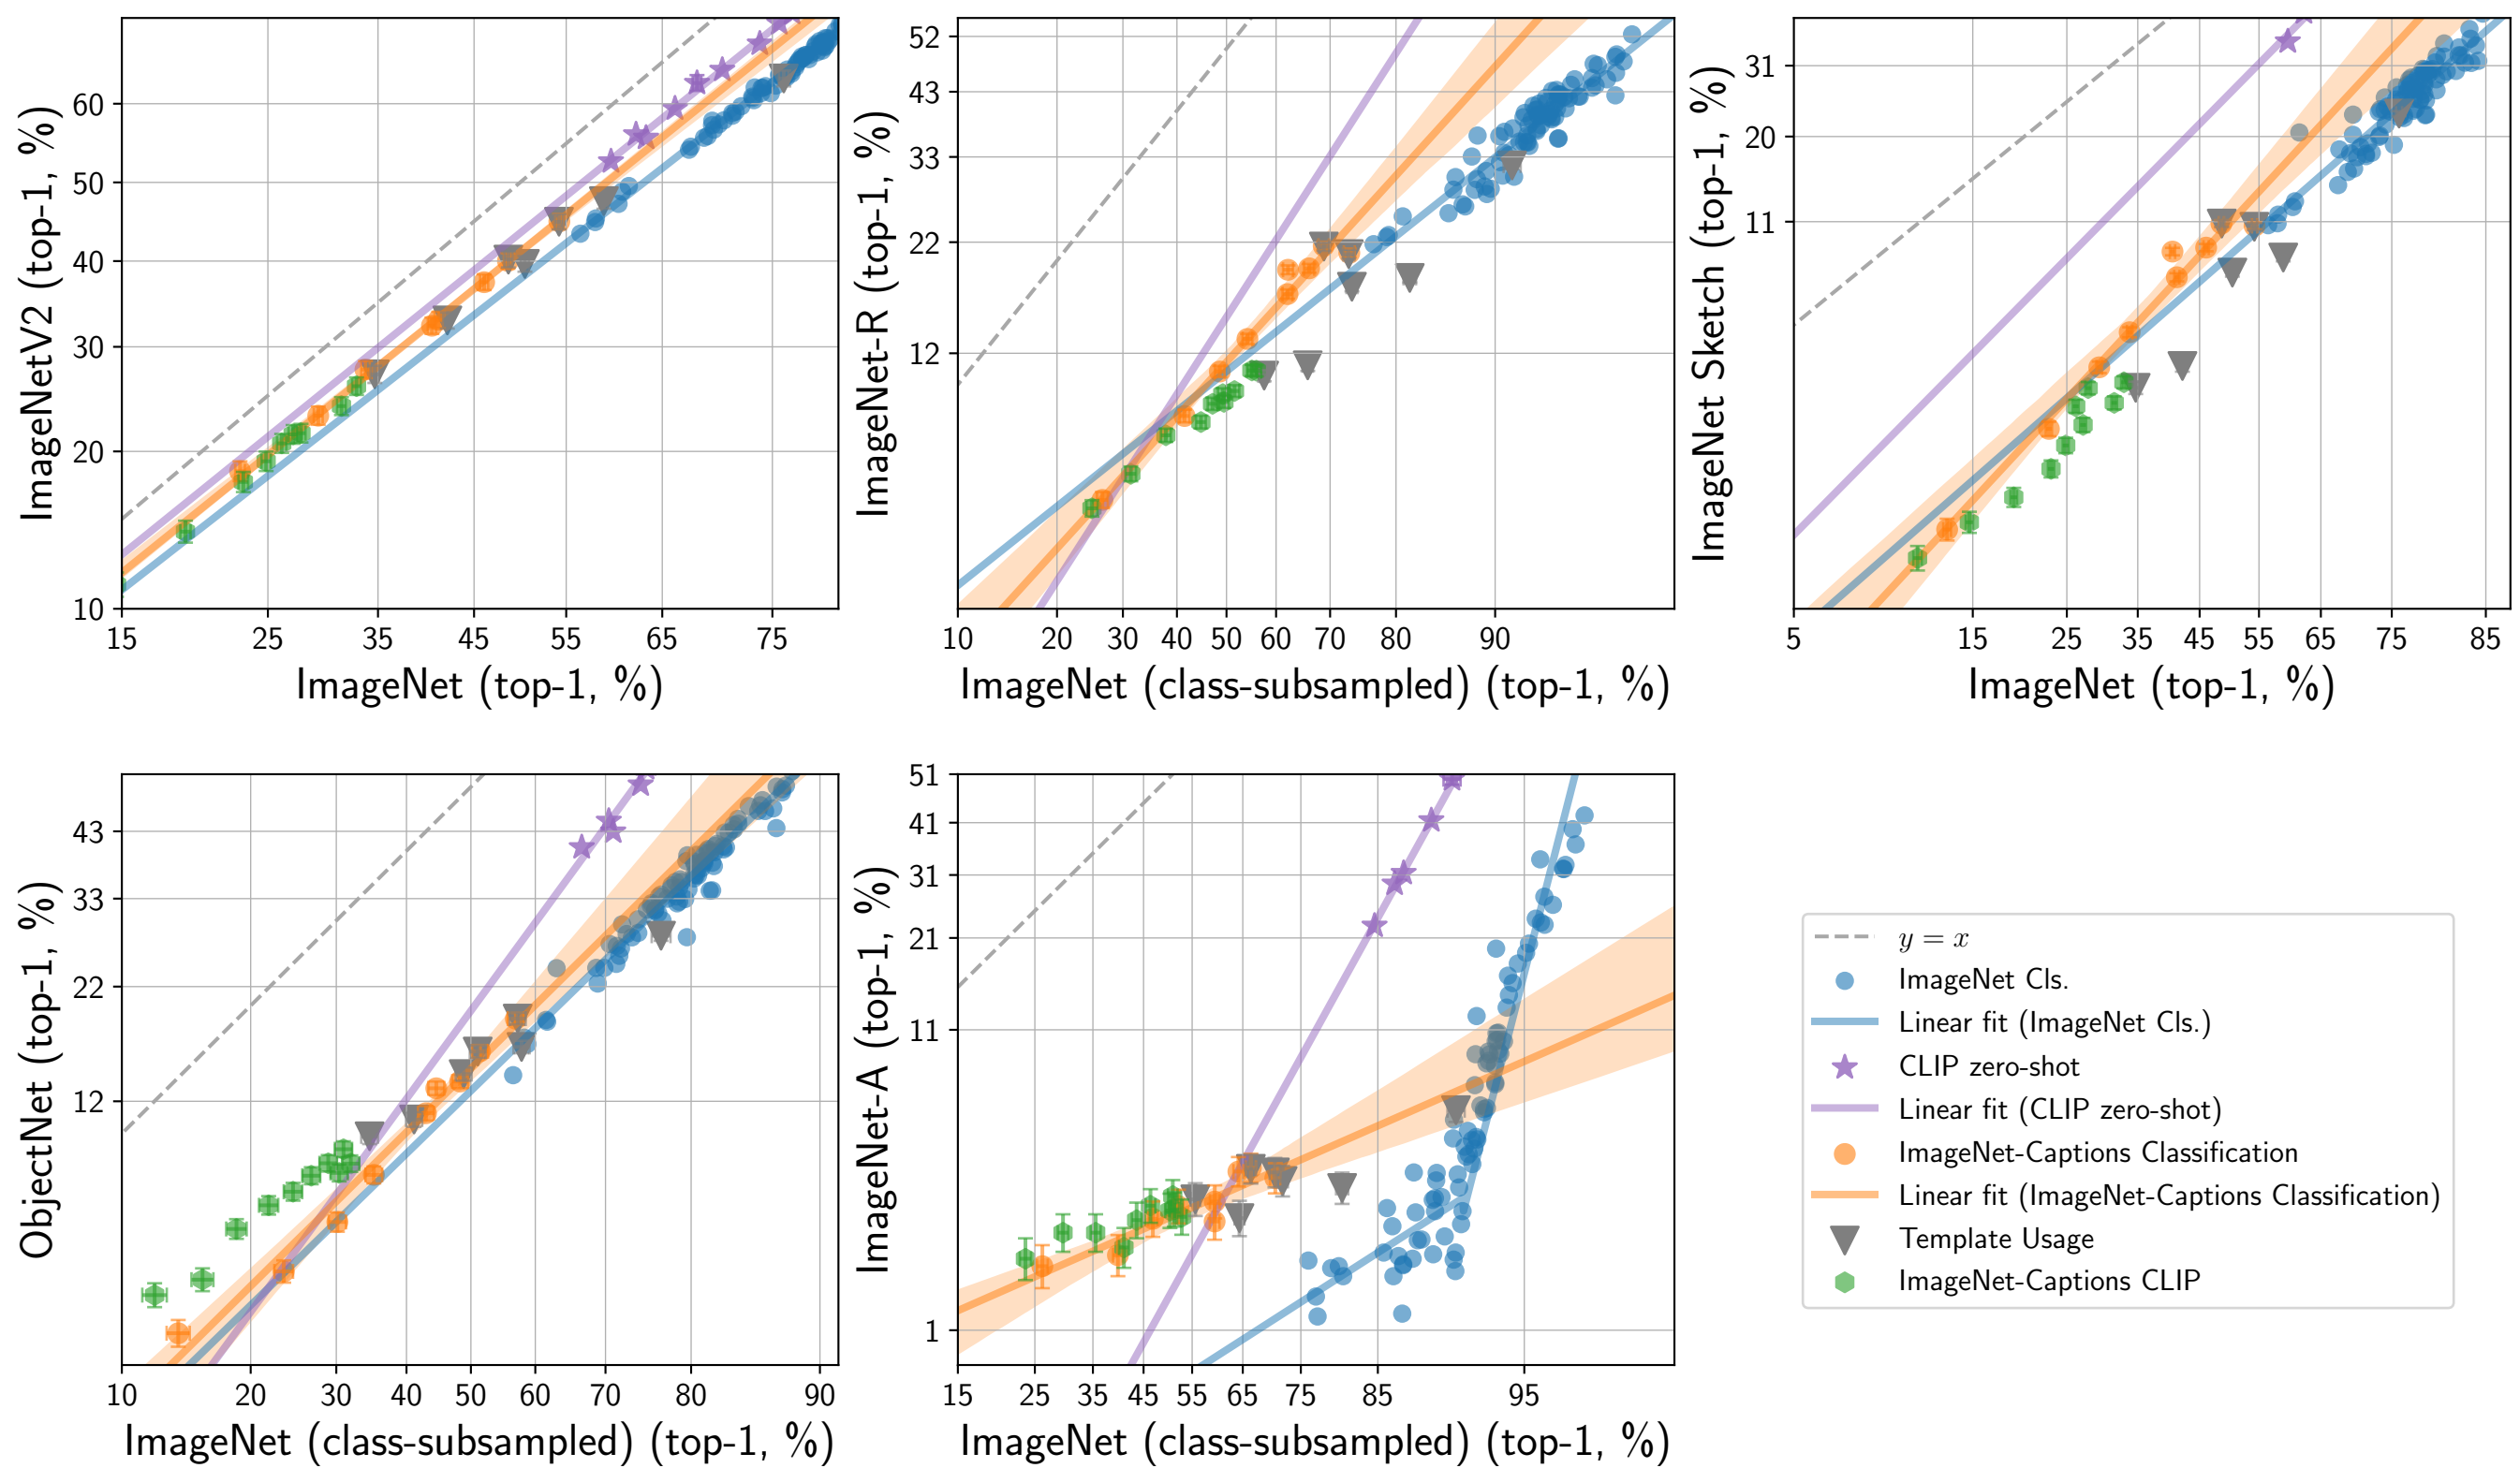 60
50
40
30
20
10
15 25 35 45 55 65 75
ImageNetV2 (top-1, %)
ImageNet (top-1, %)
52
43
33
22
12
10 20 30 40 50 60 70 80 90
ImageNet-R (top-1, %)
ImageNet (class-subsampled) (top-1, %)
31
20
11
5 15 25 35 45 55 65 75 85
ImageNet Sketch (top-1, %)
ImageNet (top-1, %)
43
33
22
12
10 20 30 40 50 60 70 80 90
ObjectNet (top-1, %)
ImageNet (class-subsampled) (top-1, %)
51
41
31
21
11
1
15 25 35 45 55 65 75 85 95
ImageNet-A (top-1, %)
ImageNet (class-subsampled) (top-1, %)
y = x
ImageNet Cls.
Linear fit (ImageNet Cls.)
CLIP zero-shot
Linear fit (CLIP zero-shot)
ImageNet-Captions Classification
Linear fit (ImageNet-Captions Classification)
Template Usage
ImageNet-Captions CLIP